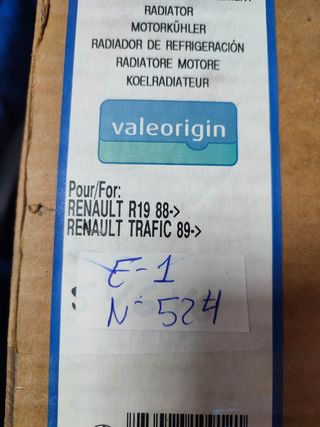 RADIATOR
MOTORKÜHLER
RADIADOR DE REFRIGERACIÓN
RADIATORE MOTORE
KOELRADIATEUR
valeorigin
Pour/For:
RENAULT R19 88->
RENAULT TRAFIC 89->
E-1
Nº 524